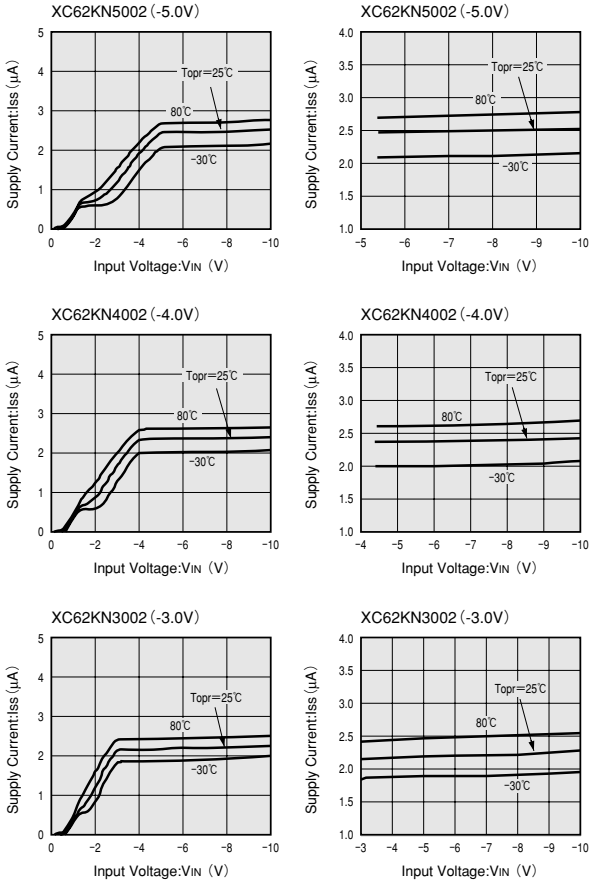 XC62KN5002 (-5.0V)
5
4
3
2
1
0
Supply Current:Iss (μA)
Topr=25℃
80℃
-30℃
0 -2 -4 -6 -8 -10
Input Voltage:VIN (V)
XC62KN5002 (-5.0V)
4.0
3.5
3.0
2.5
2.0
1.5
1.0
Supply Current:Iss (μA)
Topr=25℃
80℃
-30℃
-5 -6 -7 -8 -9 -10
Input Voltage:VIN (V)
XC62KN4002 (-4.0V)
5
4
3
2
1
0
Supply Current:Iss (μA)
Topr=25℃
80℃
-30℃
0 -2 -4 -6 -8 -10
Input Voltage:VIN (V)
XC62KN4002 (-4.0V)
4.0
3.5
3.0
2.5
2.0
1.5
1.0
Supply Current:Iss (μA)
Topr=25℃
80℃
-30℃
-4 -5 -6 -7 -8 -9 -10
Input Voltage:VIN (V)
XC62KN3002 (-3.0V)
5
4
3
2
1
0
Supply Current:Iss (μA)
Topr=25℃
80℃
-30℃
0 -2 -4 -6 -8 -10
Input Voltage:VIN (V)
XC62KN3002 (-3.0V)
4.0
3.5
3.0
2.5
2.0
1.5
1.0
Supply Current:Iss (μA)
Topr=25℃
80℃
-30℃
-3 -4 -5 -6 -7 -8 -9 -10
Input Voltage:VIN (V)